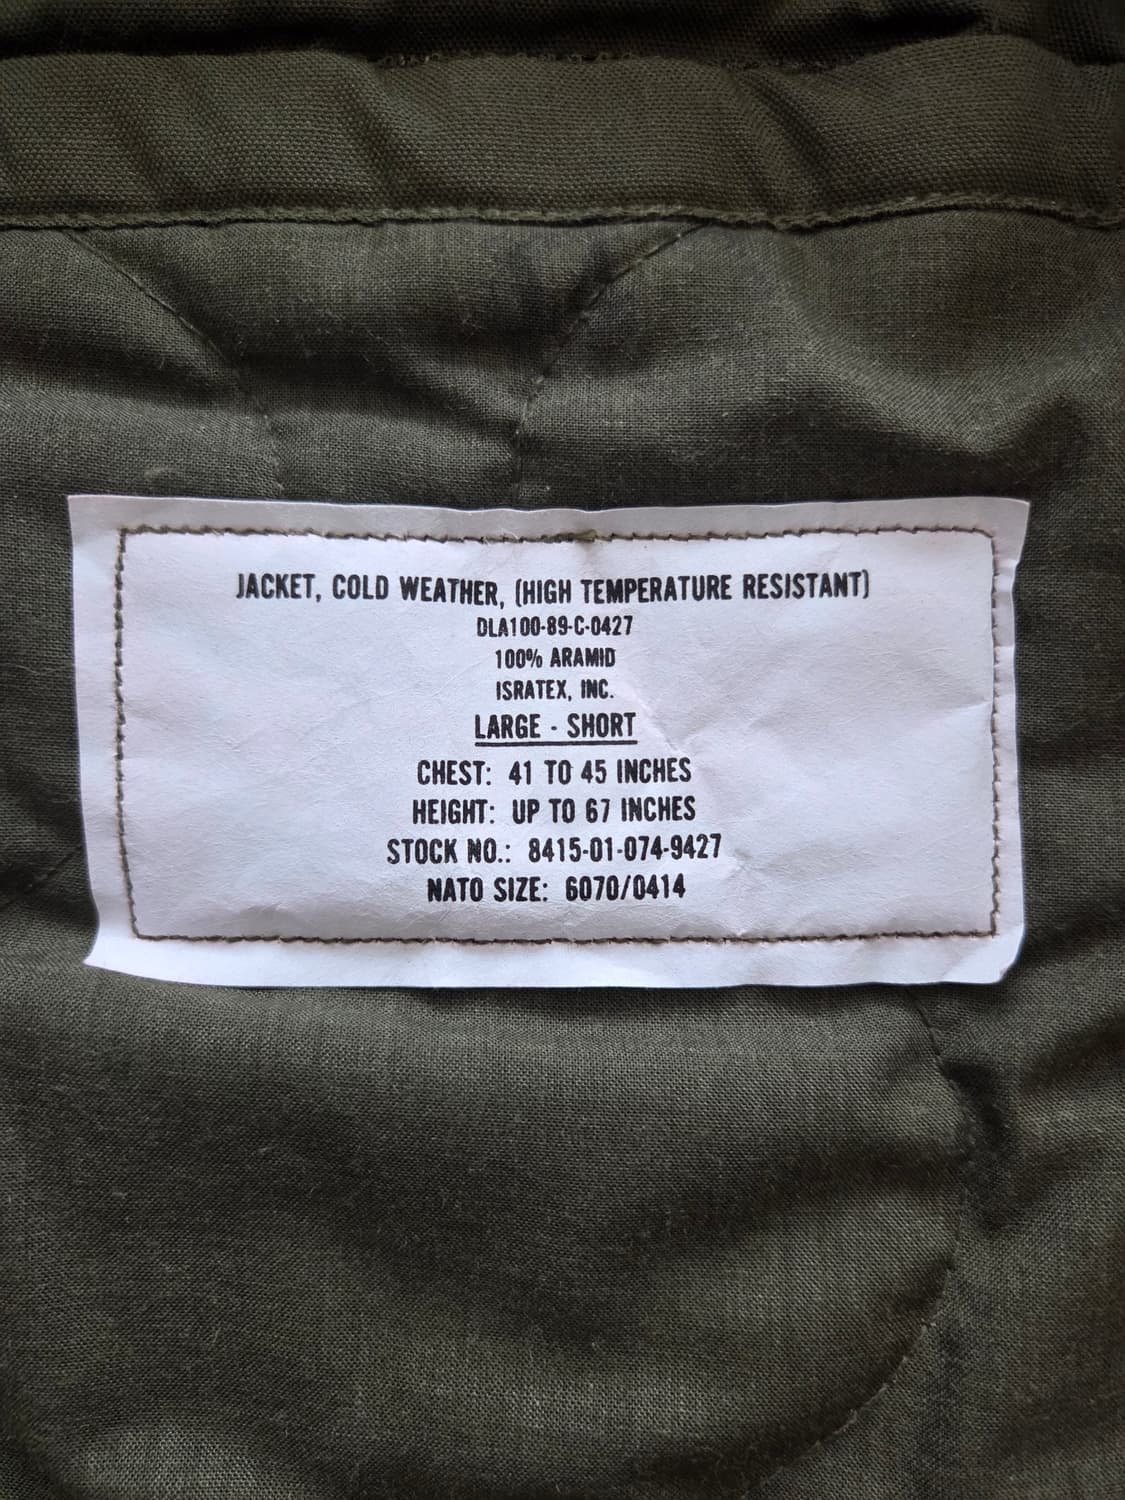 JACKET, COLD WEATHER, (HIGH TEMPERATURE RESISTANT)
DLA100-89-C-0427
100% ARAMID
ISRATEX, INC.
LARGE - SHORT
CHEST: 41 TO 45 INCHES
HEIGHT: UP TO 67 INCHES
STOCK NO.: 8415-01-074-9427
NATO SIZE: 6070/0414